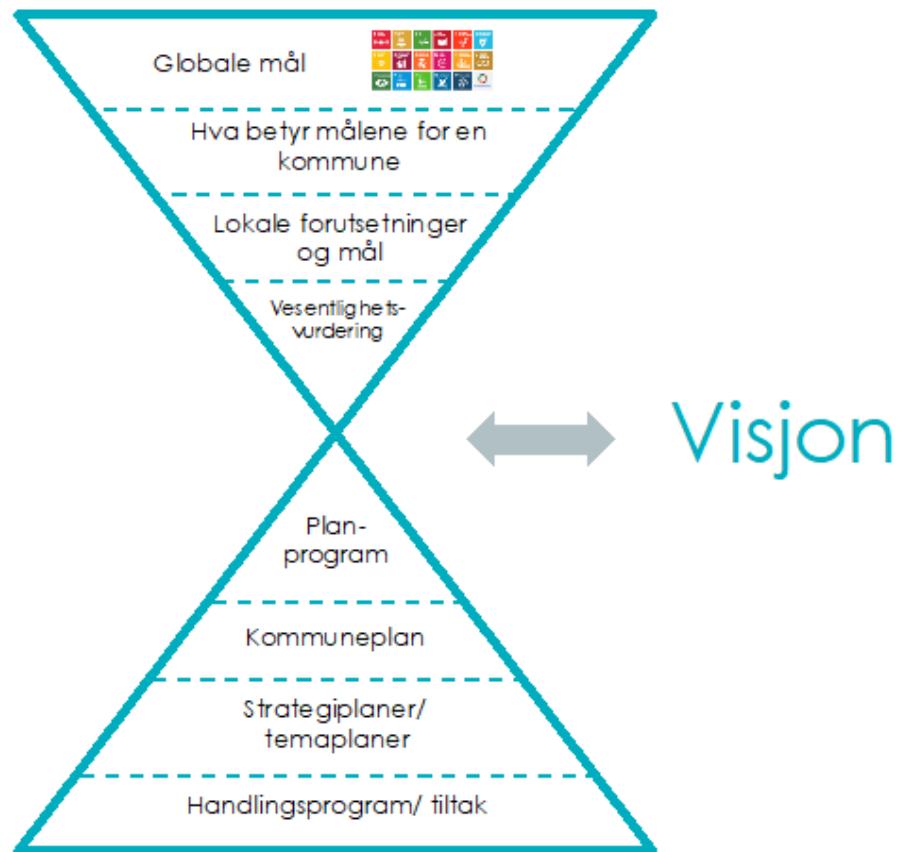 Globale mål
Hva betyr målene for en
kommune
Lokale forutsetninger
og mål
Vesentlighets-
vurdering
Visjon
Plan-
program
Kommuneplan
Strategiplaner/
temaplaner
Handlingsprogram/ tiltak